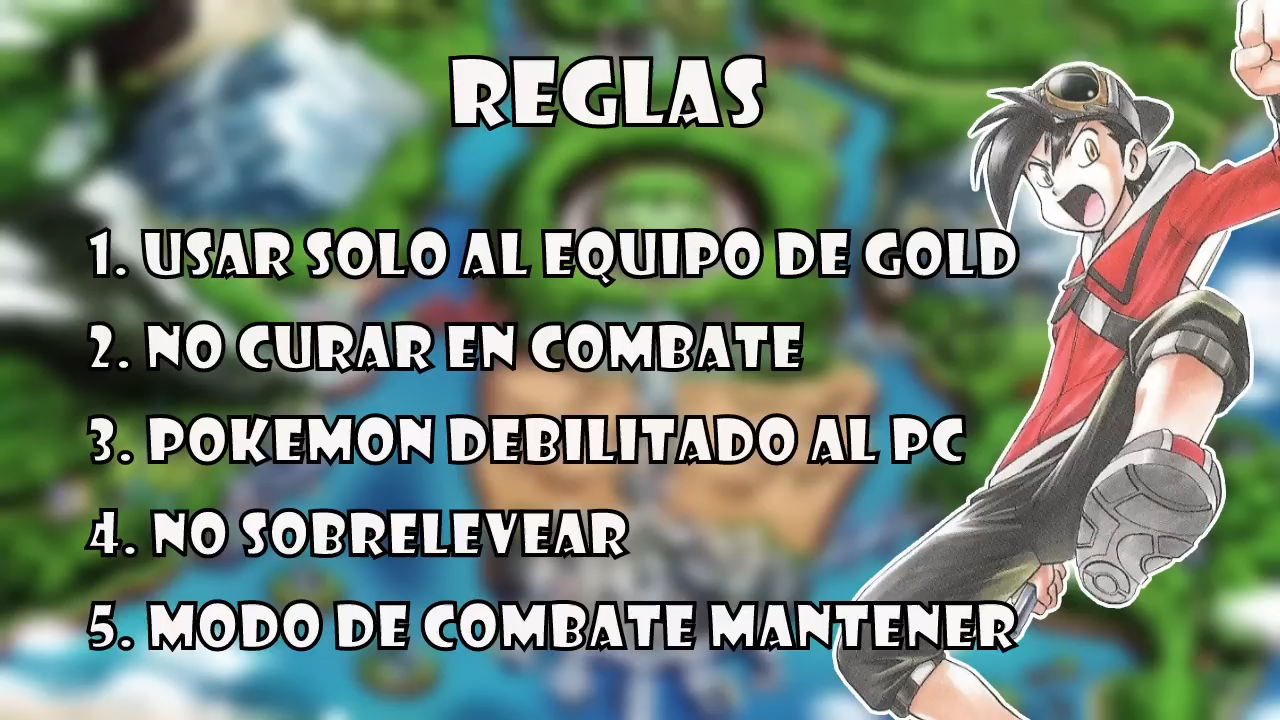 REGLAS
1. USAR SOLO AL EQUIPO DE GOLD
2. NO CURAR EN COMBATE
3. POKEMON DEBILITADO AL PC
4. NO SOBRELEVEAR
5. MODO DE COMBATE MANTENER